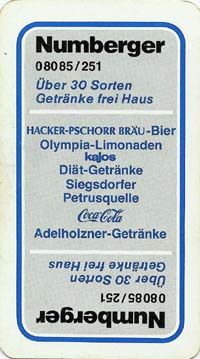 Numberger
08085/251
Über 30 Sorten
Getränke frei Haus
HACKER-PSCHORR BRÄU-Bier
Olympia-Limonaden
kajos
Diät-Getränke
Siegsdorfer
Petrusquelle
Coca-Cola
Adelholzner-Getränke
Numberger
08085/251
Über 30 Sorten
Getränke frei Haus